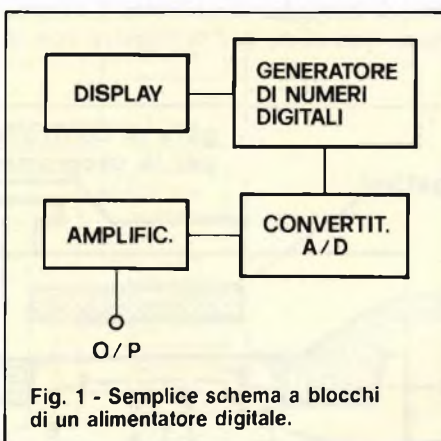 DISPLAY
GENERATORE
DI NUMERI
DIGITALI
AMPLIFIC.
CONVERTIT.
A/D
O/P
Fig. 1 - Semplice schema a blocchi
di un alimentatore digitale.